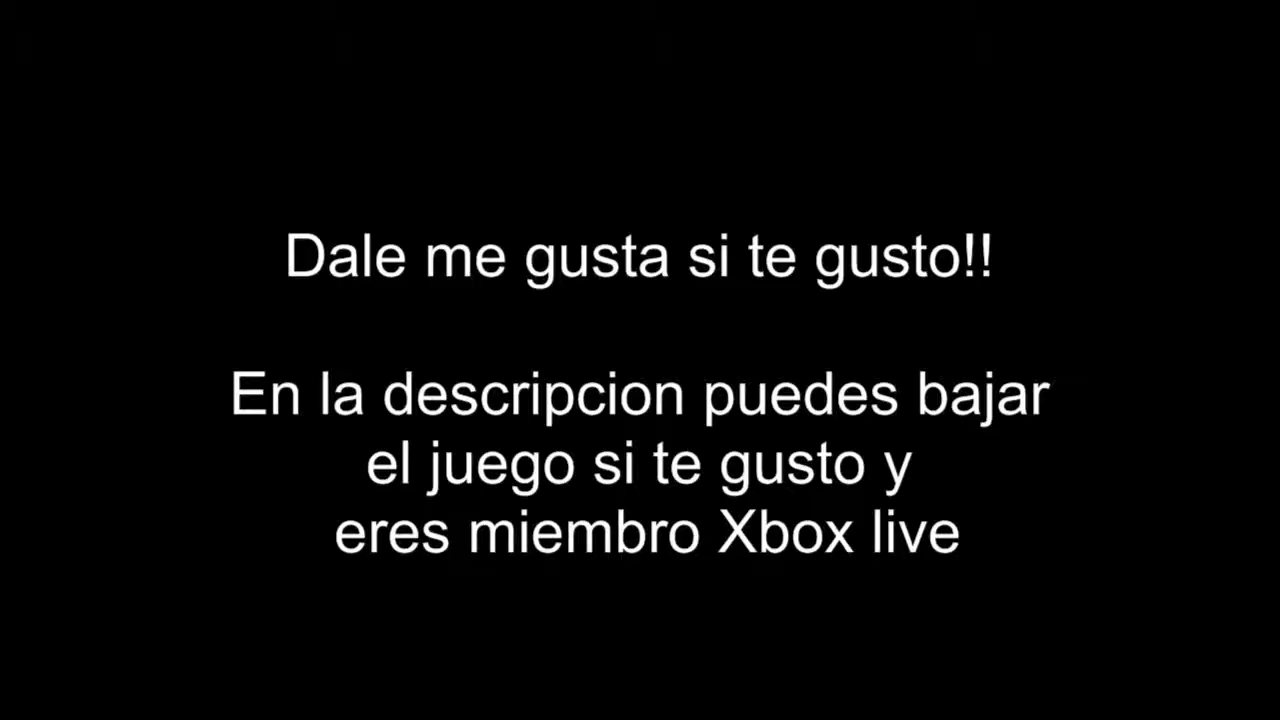 Dale me gusta si te gusto!!
En la descripcion puedes bajar
el juego si te gusto y
eres miembro Xbox live